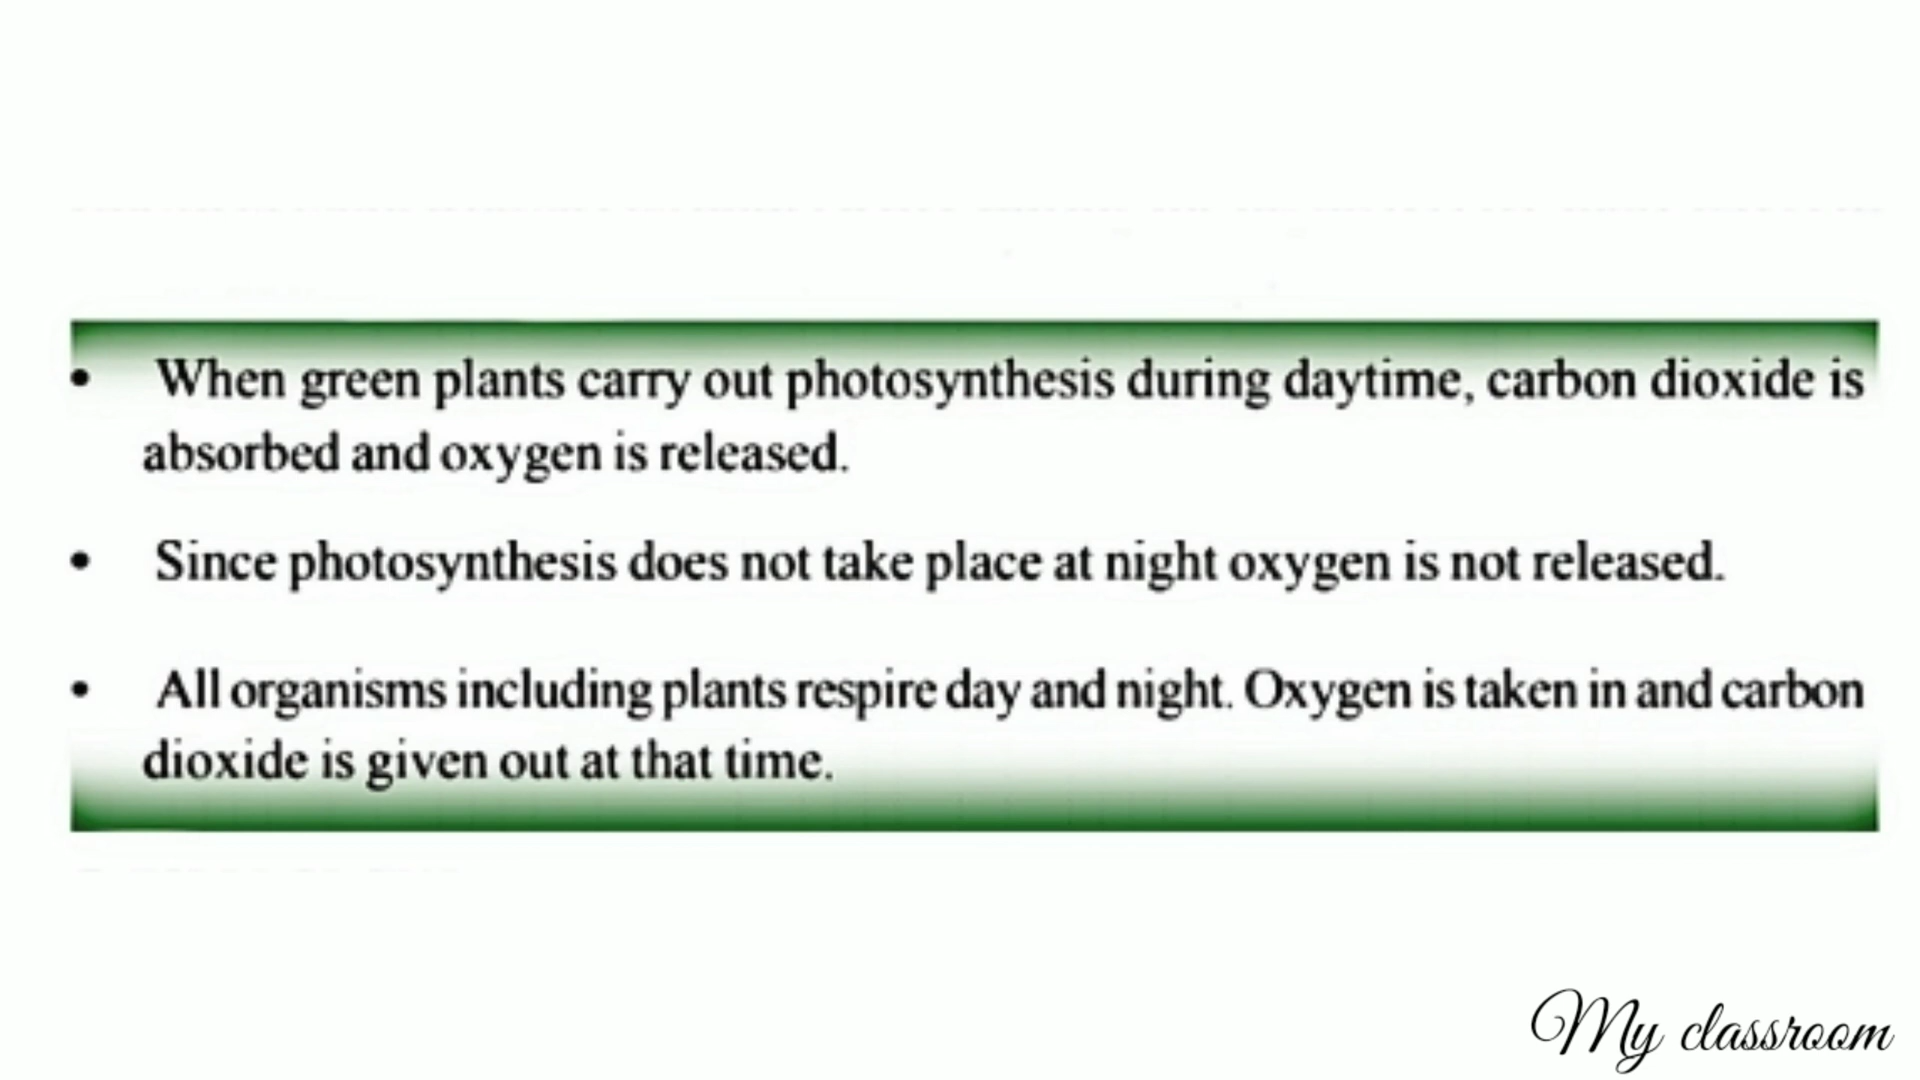 • When green plants carry out photosynthesis during daytime, carbon dioxide is
absorbed and oxygen is released.
• Since photosynthesis does not take place at night oxygen is not released.
• All organisms including plants respire day and night. Oxygen is taken in and carbon
dioxide is given out at that time.
My classroom